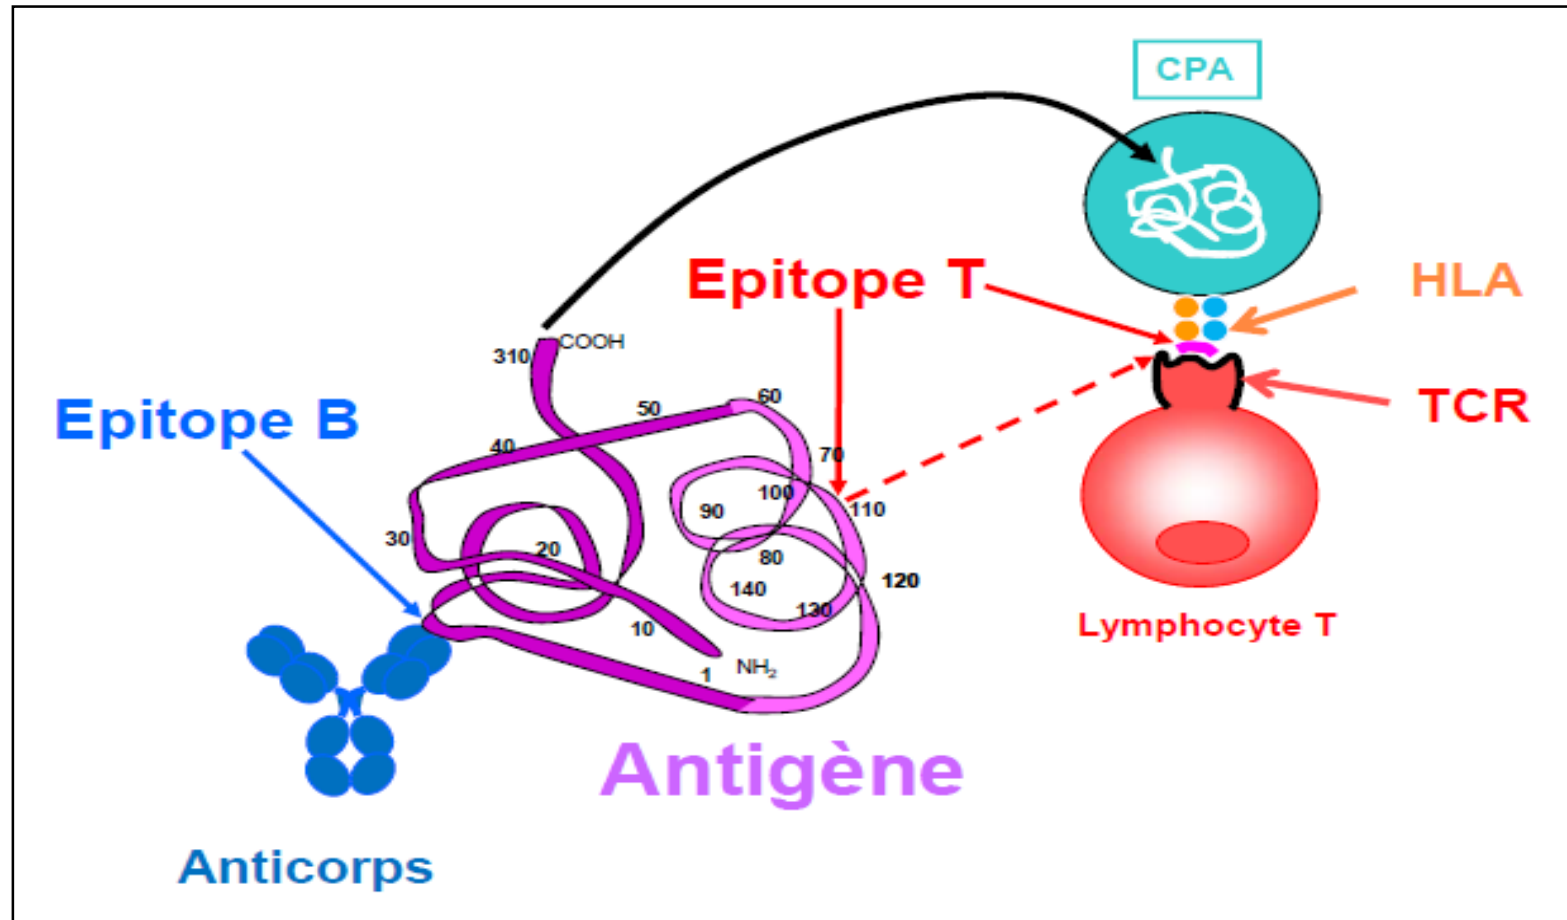 CPA
Epitope T
HLA
310
COOH
TCR
Epitope B
60
50
40
70
100
90
110
30
20
80
120
140
130
10
1
NH₂
Lymphocyte T
Antigène
Anticorps